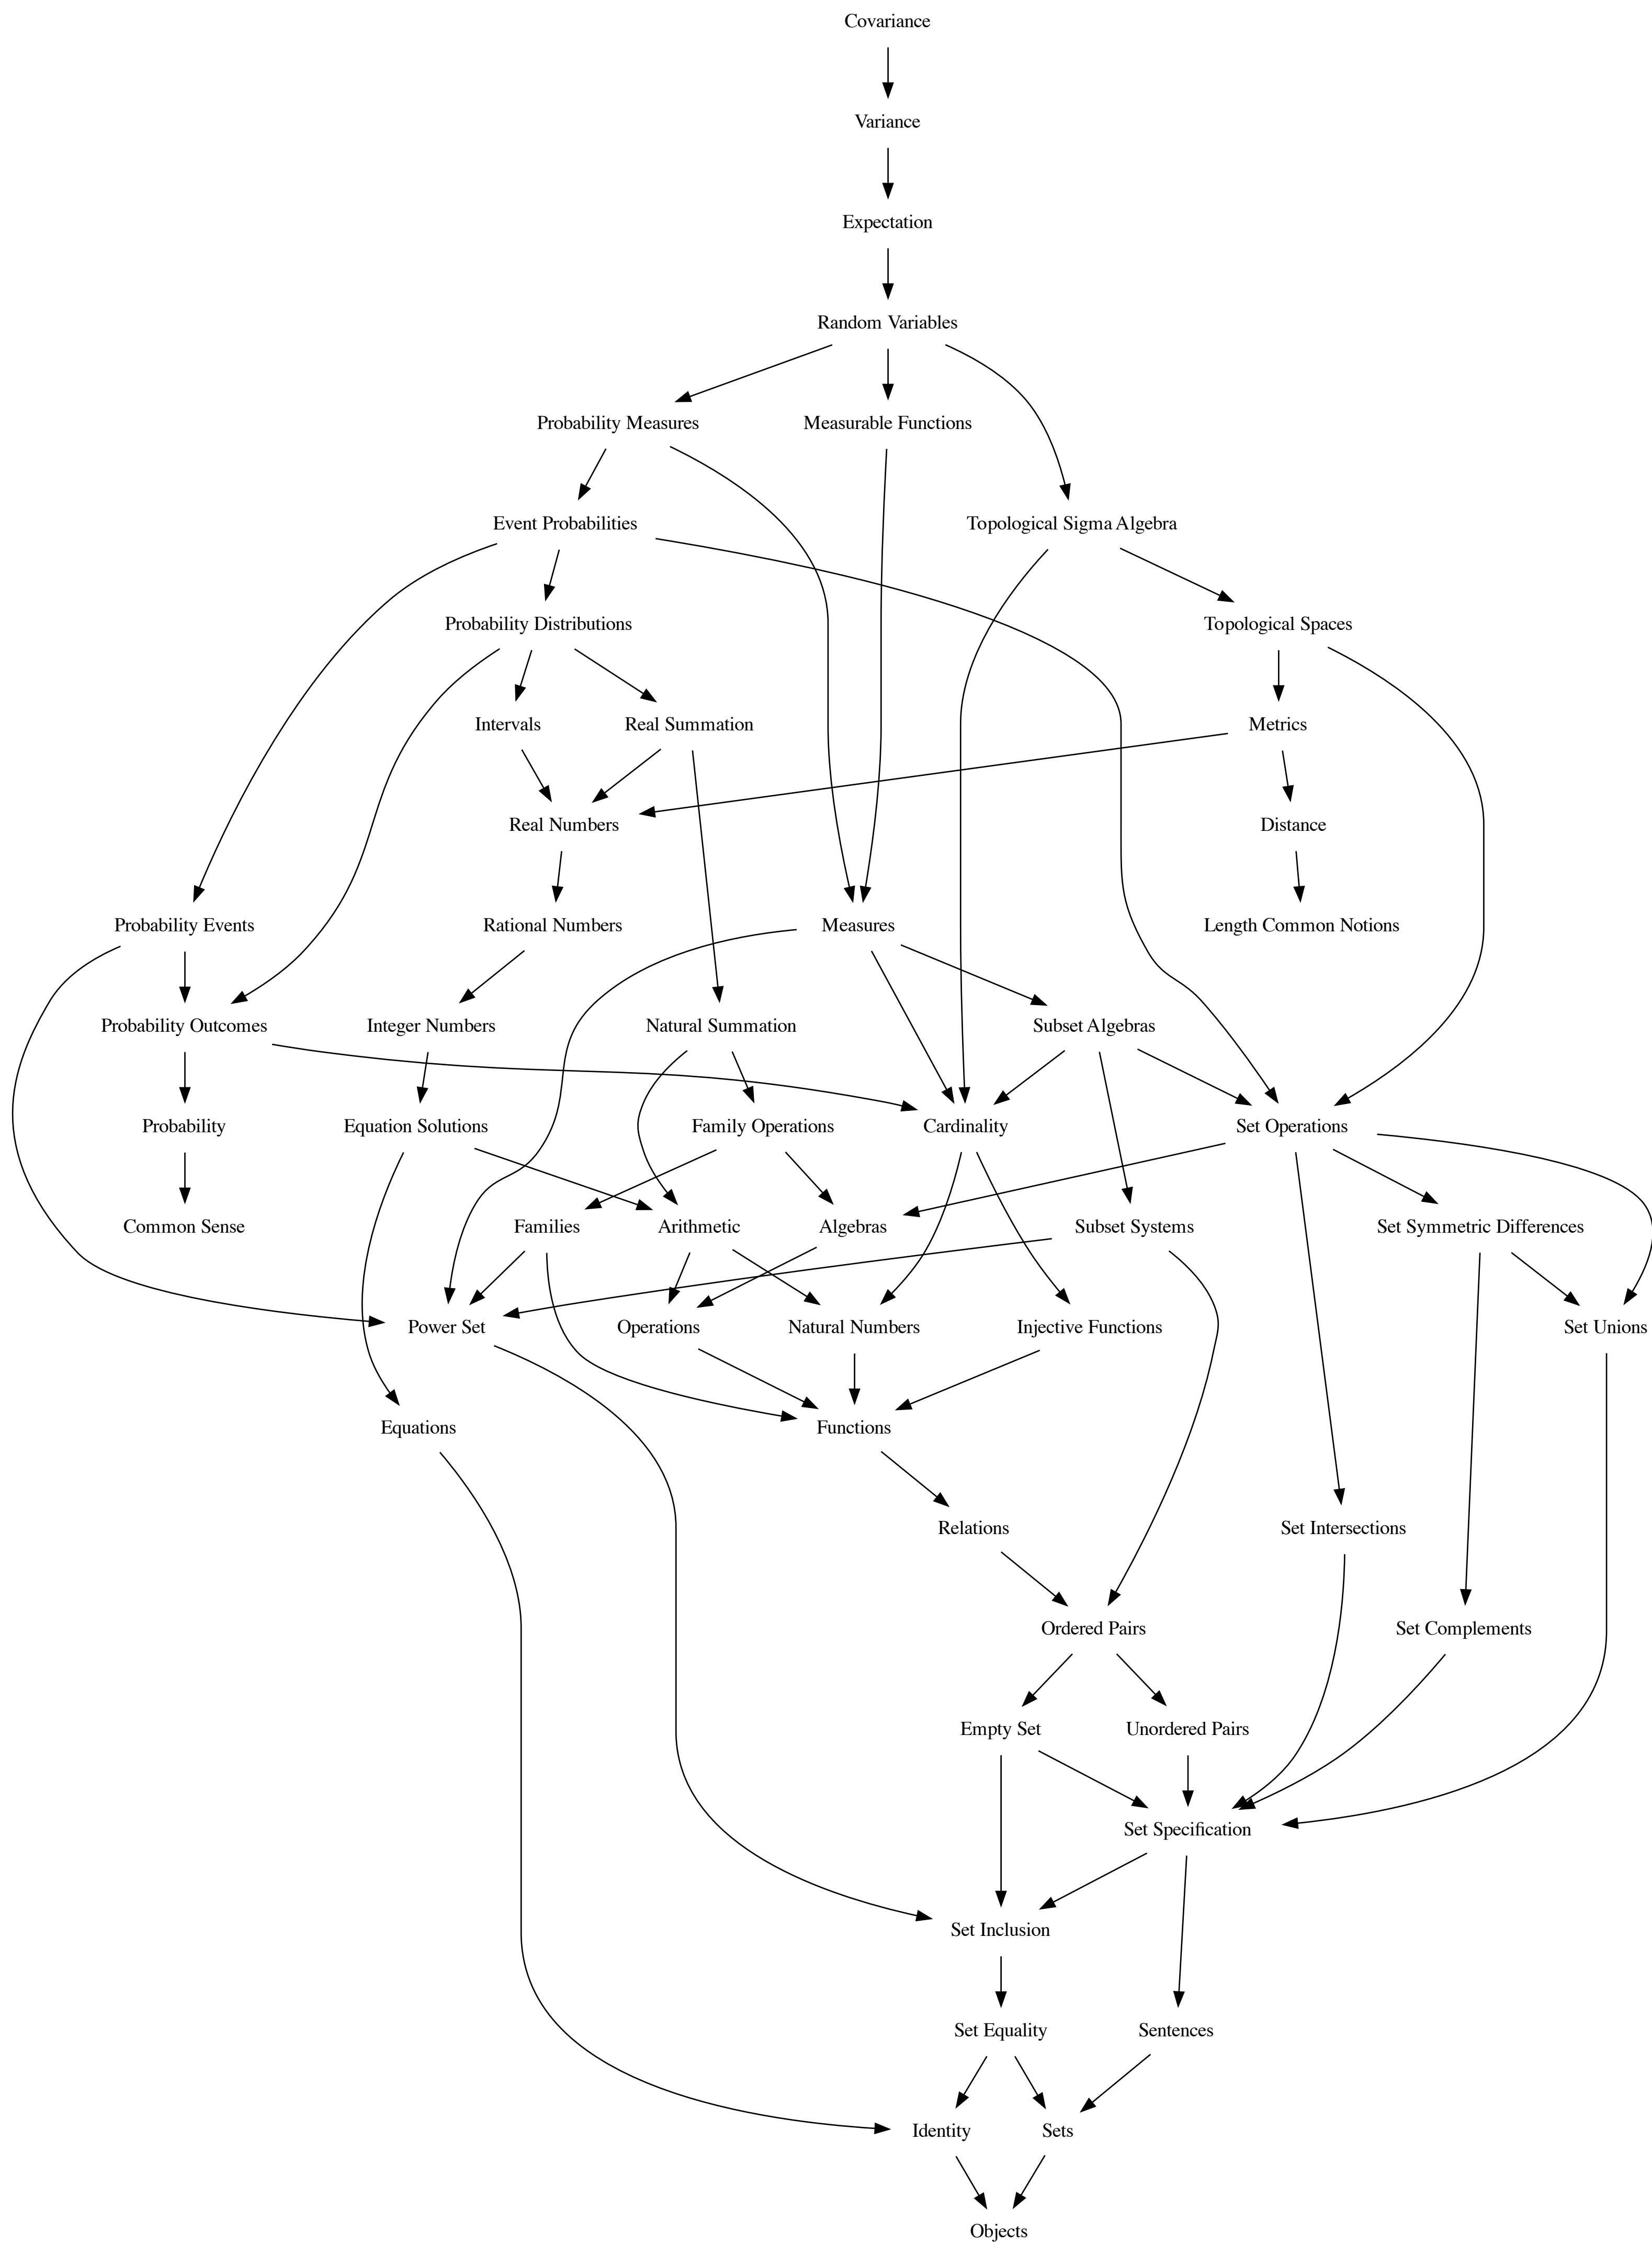 Covariance
Variance
Expectation
Random Variables
Probability Measures
Measurable Functions
Event Probabilities
Topological Sigma Algebra
Probability Distributions
Topological Spaces
Intervals
Real Summation
Metrics
Real Numbers
Distance
Probability Events
Rational Numbers
Measures
Length Common Notions
Probability Outcomes
Integer Numbers
Natural Summation
Subset Algebras
Probability
Equation Solutions
Family Operations
Cardinality
Set Operations
Common Sense
Families
Arithmetic
Algebras
Subset Systems
Set Symmetric Differences
Power Set
Operations
Natural Numbers
Injective Functions
Set Unions
Equations
Functions
Relations
Set Intersections
Ordered Pairs
Set Complements
Empty Set
Unordered Pairs
Set Specification
Set Inclusion
Set Equality
Sentences
Identity
Sets
Objects